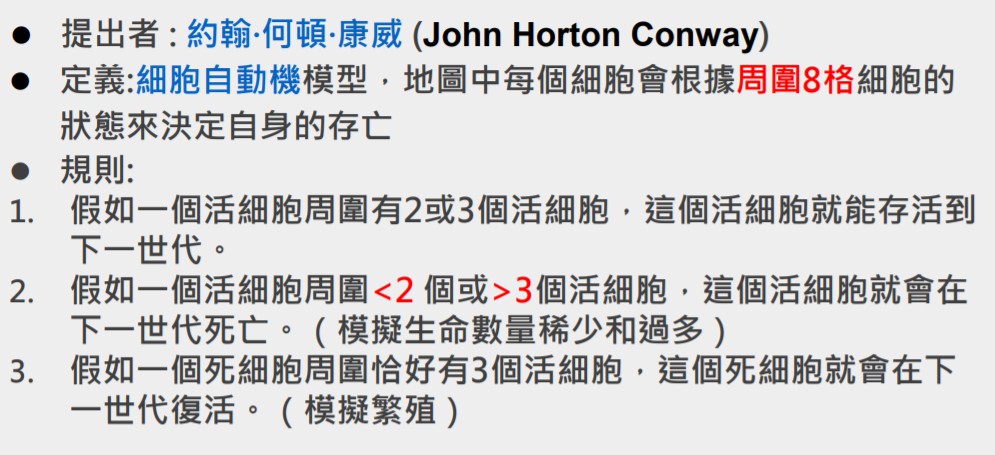 ● 提出者 : 約翰·何頓·康威 (John Horton Conway)
● 定義:細胞自動機模型，地圖中每個細胞會根據周圍8格細胞的
狀態來決定自身的存亡
● 規則:
1. 假如一個活細胞周圍有2或3個活細胞，這個活細胞就能存活到
下一世代。
2. 假如一個活細胞周圍<2 個或>3個活細胞，這個活細胞就會在
下一世代死亡。（模擬生命數量稀少和過多）
3. 假如一個死細胞周圍恰好有3個活細胞，這個死細胞就會在下
一世代復活。（模擬繁殖）